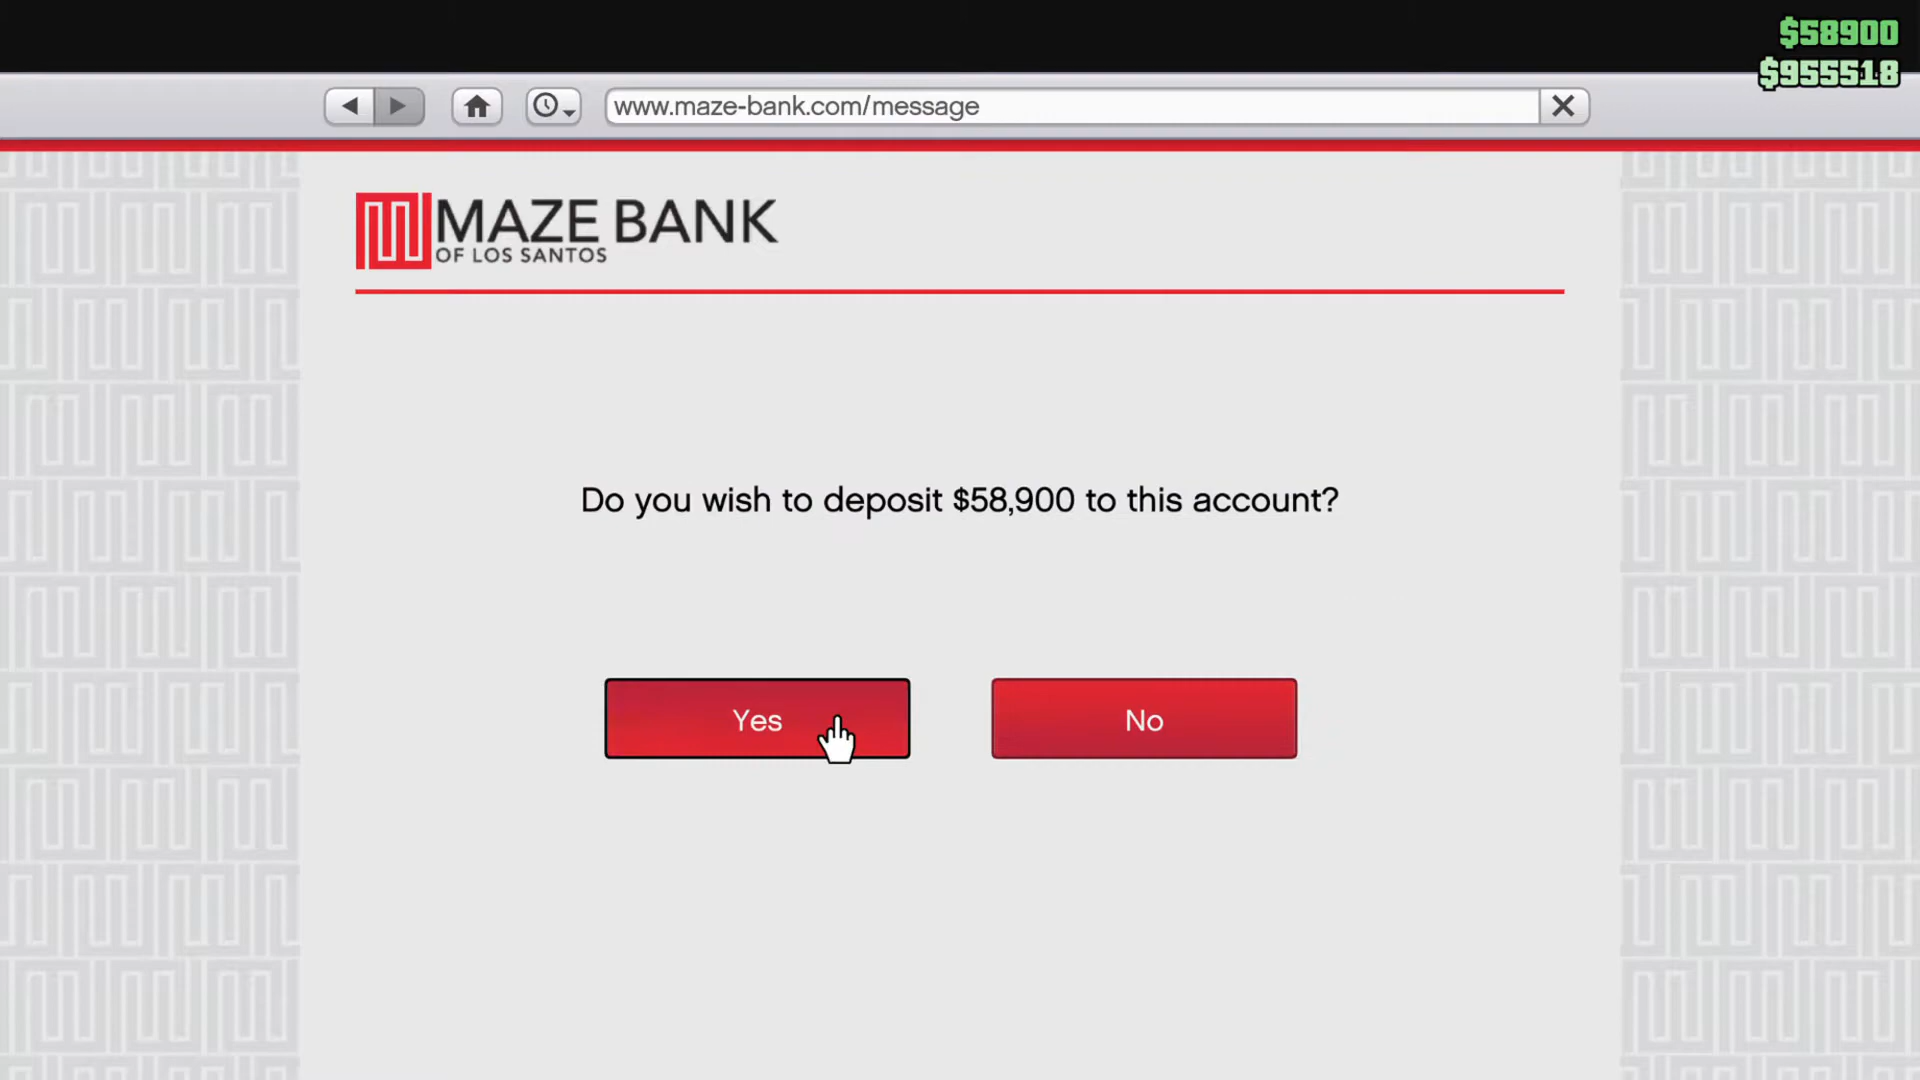 $58900
$955518
www.maze-bank.com/message
MAZE BANK
OF LOS SANTOS
Do you wish to deposit $58,900 to this account?
Yes
No